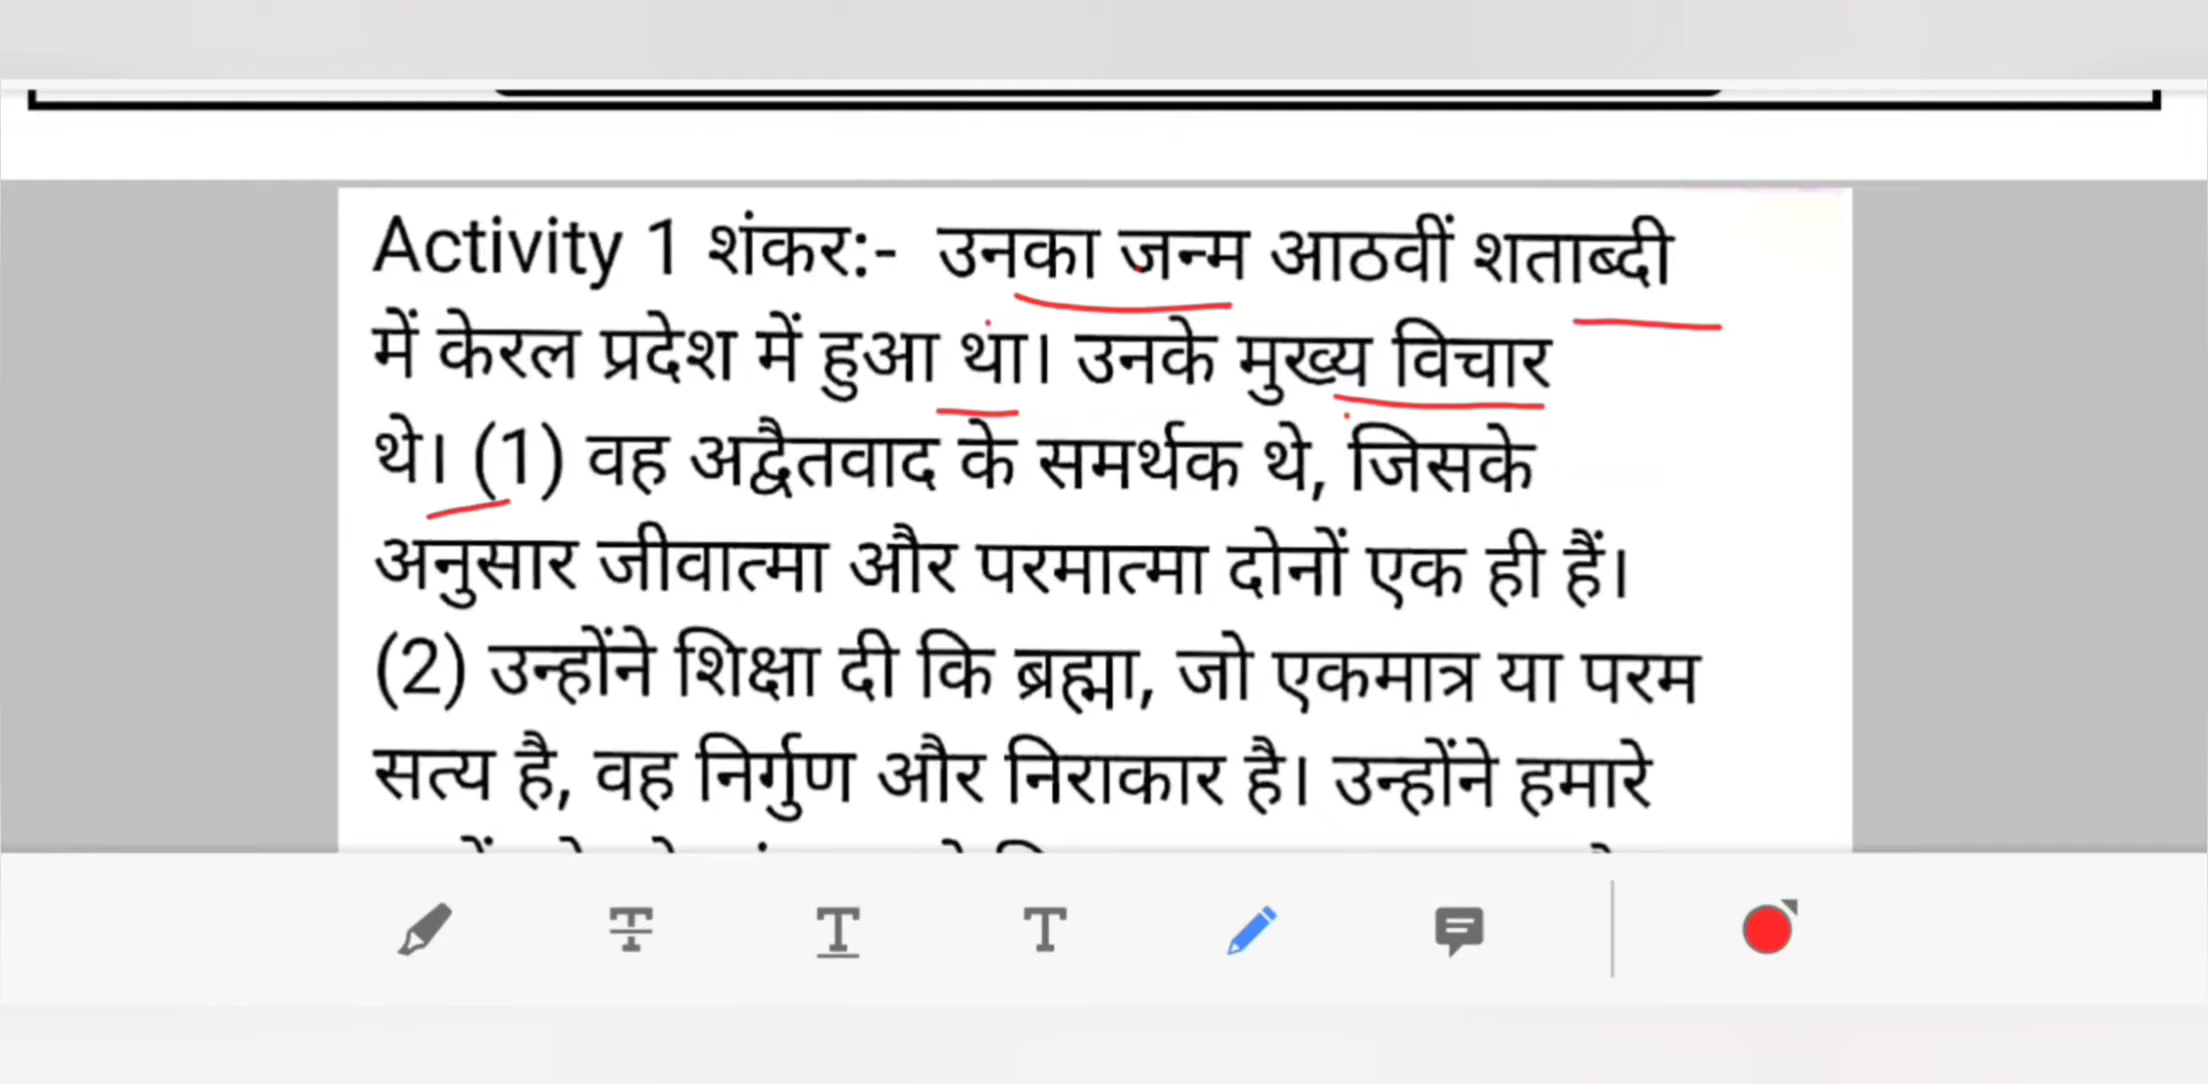 Activity 1 शंकर:- उनका जन्म आठवीं शताब्दी
में केरल प्रदेश में हुआ था। उनके मुख्य विचार
थे। (1) वह अद्वैतवाद के समर्थक थे, जिसके
अनुसार जीवात्मा और परमात्मा दोनों एक ही हैं।
(2) उन्होंने शिक्षा दी कि ब्रह्मा, जो एकमात्र या परम
सत्य है, वह निर्गुण और निराकार है। उन्होंने हमारे